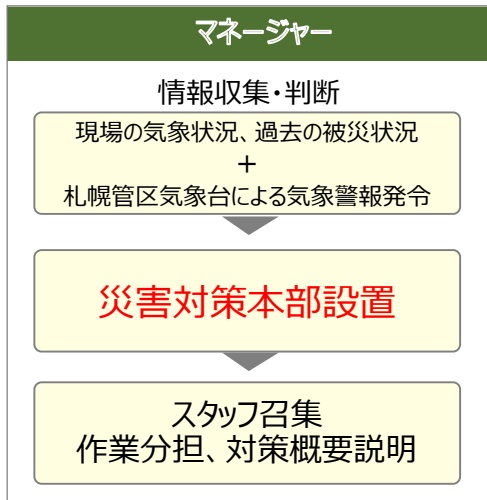 マネージャー
情報収集・判断
現場の気象状況、過去の被災状況
+
札幌管区気象台による気象警報発令
災害対策本部設置
スタッフ召集
作業分担、対策概要説明